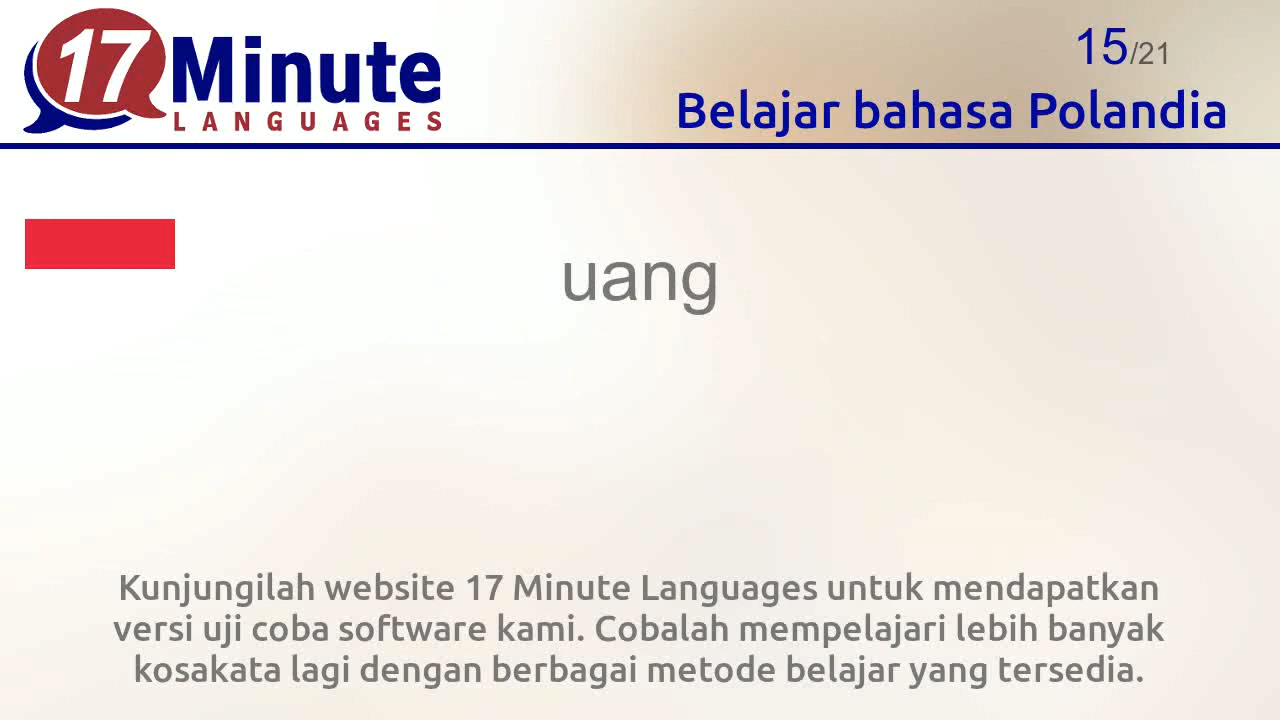 17 Minute
LANGUAGES
15/21
Belajar bahasa Polandia
uang
Kunjungilah website 17 Minute Languages untuk mendapatkan
versi uji coba software kami. Cobalah mempelajari lebih banyak
kosakata lagi dengan berbagai metode belajar yang tersedia.